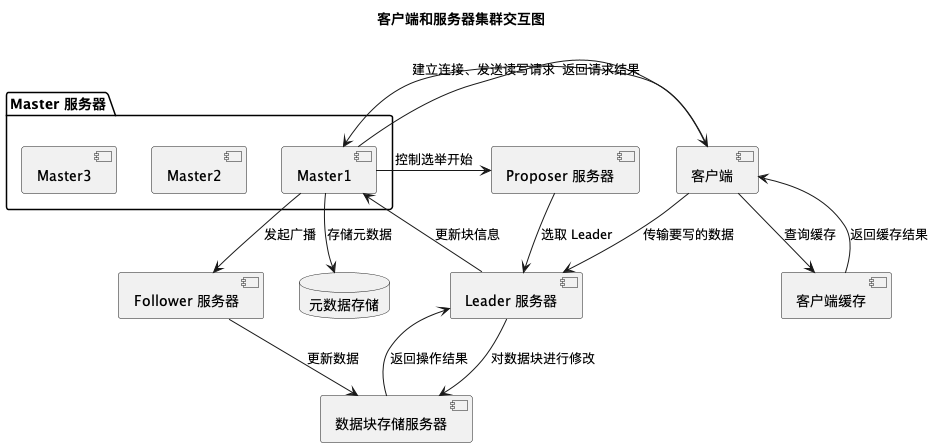 客户端和服务器集群交互图
建立连接、发送读写请求
返回请求结果
Master 服务器
Master3
Master2
Master1
控制选举开始
Proposer 服务器
客户端
发起广播
存储元数据
更新块信息
选取 Leader
传输要写的数据
查询缓存
返回缓存结果
Follower 服务器
元数据存储
Leader 服务器
客户端缓存
更新数据
返回操作结果
对数据块进行修改
数据块存储服务器